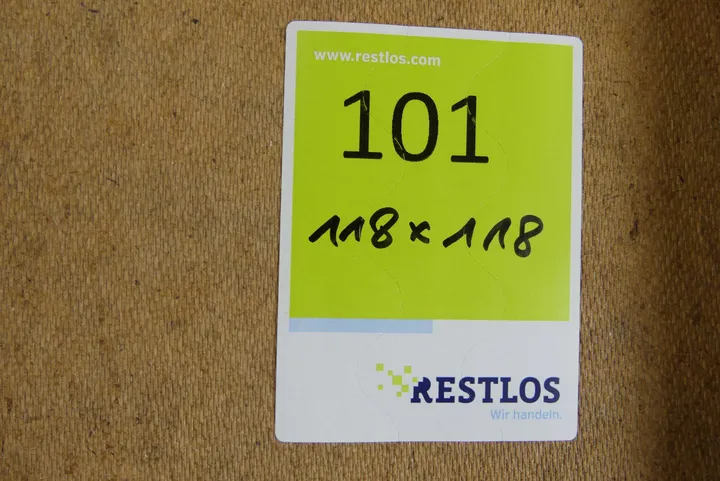 www.restlos.com
101
118 x 118
RESTLOS
Wir handeln.